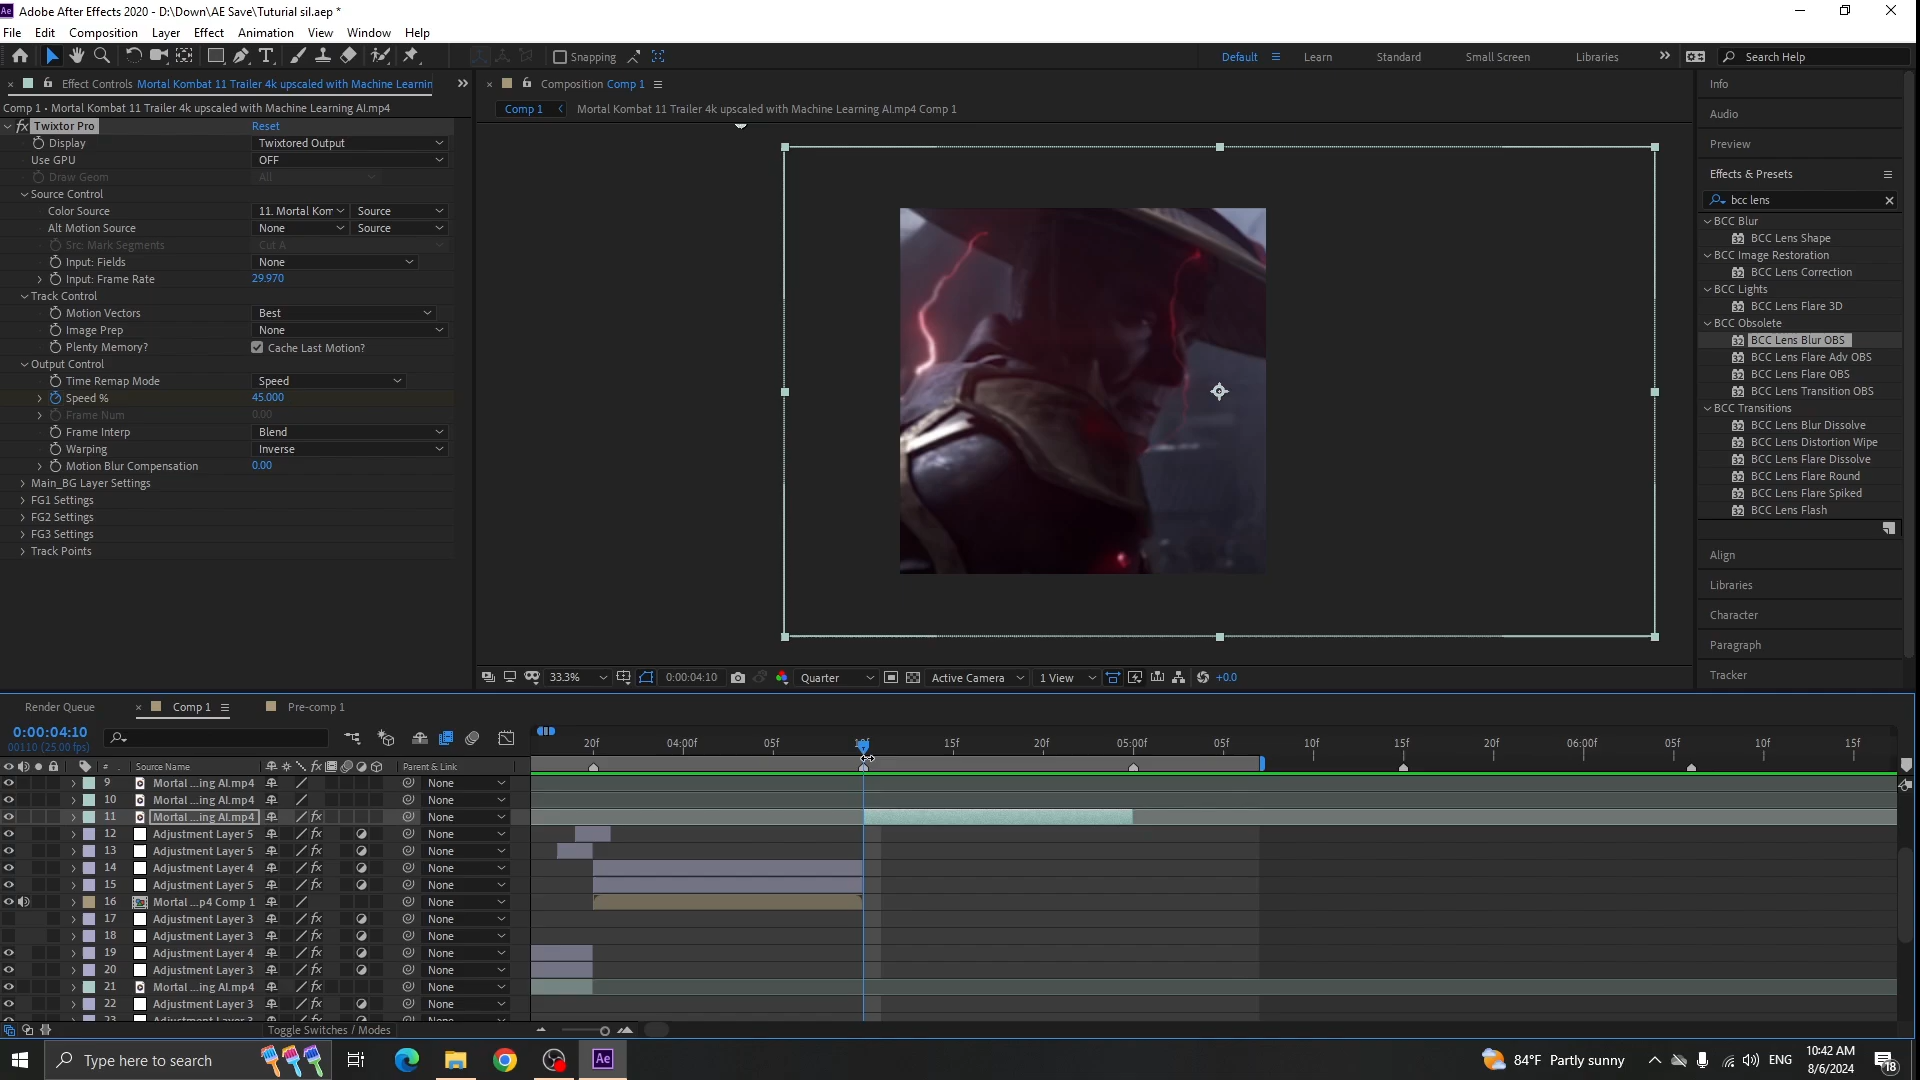 Adobe After Effects 2020 - D:\Down\AE Save\Tuturial sil.aep *
File Edit Composition Layer Effect Animation View Window Help
Snapping
Default Learn Standard Small Screen Libraries Search Help
Effect Controls Mortal Kombat 11 Trailer 4k upscaled with Machine Learnin
Composition Comp 1
Comp 1 • Mortal Kombat 11 Trailer 4k upscaled with Machine Learning AI.mp4
Comp 1 Mortal Kombat 11 Trailer 4k upscaled with Machine Learning AI.mp4 Comp 1
fx Twixtor Pro Reset
Display Twixtored Output
Use GPU OFF
Draw Geom All
Source Control
Color Source 11. Mortal Kom Source
Alt Motion Source None Source
Src: Mark Segments Cut A
Input: Fields None
Input: Frame Rate 29.970
Track Control
Motion Vectors Best
Image Prep None
Plenty Memory? Cache Last Motion?
Output Control
Time Remap Mode Speed
Speed % 45.000
Frame Num 0.00
Frame Interp Blend
Warping Inverse
Motion Blur Compensation 0.00
Main_BG Layer Settings
FG1 Settings
FG2 Settings
FG3 Settings
Track Points
33.3% 0:00:04:10 Quarter Active Camera 1 View +0.0
Info
Audio
Preview
Effects & Presets
bcc lens
BCC Blur
BCC Lens Shape
BCC Image Restoration
BCC Lens Correction
BCC Lights
BCC Lens Flare 3D
BCC Obsolete
BCC Lens Blur OBS
BCC Lens Flare Adv OBS
BCC Lens Flare OBS
BCC Lens Transition OBS
BCC Transitions
BCC Lens Blur Dissolve
BCC Lens Distortion Wipe
BCC Lens Flare Dissolve
BCC Lens Flare Round
BCC Lens Flare Spiked
BCC Lens Flash
Align
Libraries
Character
Paragraph
Tracker
Render Queue Comp 1 Pre-comp 1
0:00:04:10
00110 (25.00 fps)
20f 04:00f 05f 10f 15f 20f 05:00f 05f 10f 15f 20f 06:00f 05f 10f 15f
# Source Name fx Parent & Link
9 Mortal ...ing AI.mp4 None
10 Mortal ...ing AI.mp4 None
11 Mortal ...ing AI.mp4 fx None
12 Adjustment Layer 5 None
13 Adjustment Layer 5 None
14 Adjustment Layer 4 fx None
15 Adjustment Layer 5 fx None
16 Mortal ...p4 Comp 1 None
17 Adjustment Layer 3 fx None
18 Adjustment Layer 3 fx None
19 Adjustment Layer 4 fx None
20 Adjustment Layer 3 fx None
21 Mortal ...ing AI.mp4 fx None
22 Adjustment Layer 3 fx None
Toggle Switches / Modes
Type here to search
Ae
84°F Partly sunny ENG 10:42 AM
8/6/2024
18